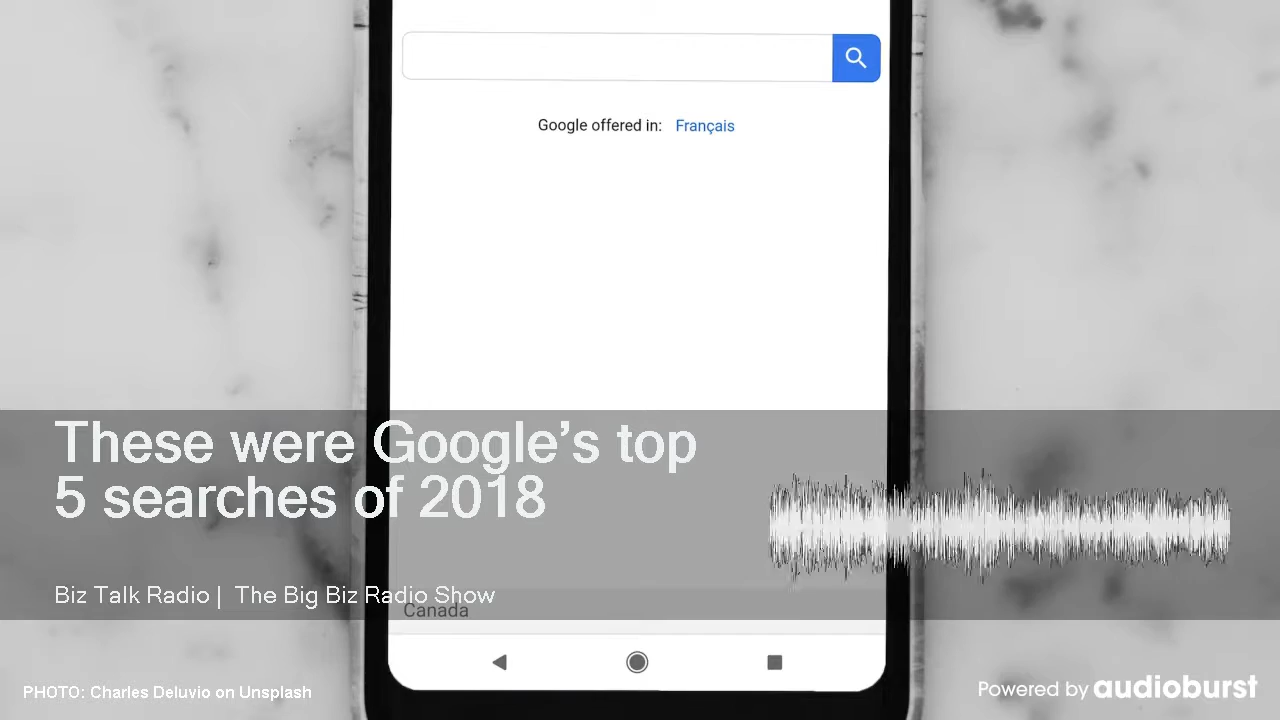 Google offered in: Français
These were Google’s top
5 searches of 2018
Biz Talk Radio | The Big Biz Radio Show
Canada
PHOTO: Charles Deluvio on Unsplash
Powered by audioburst